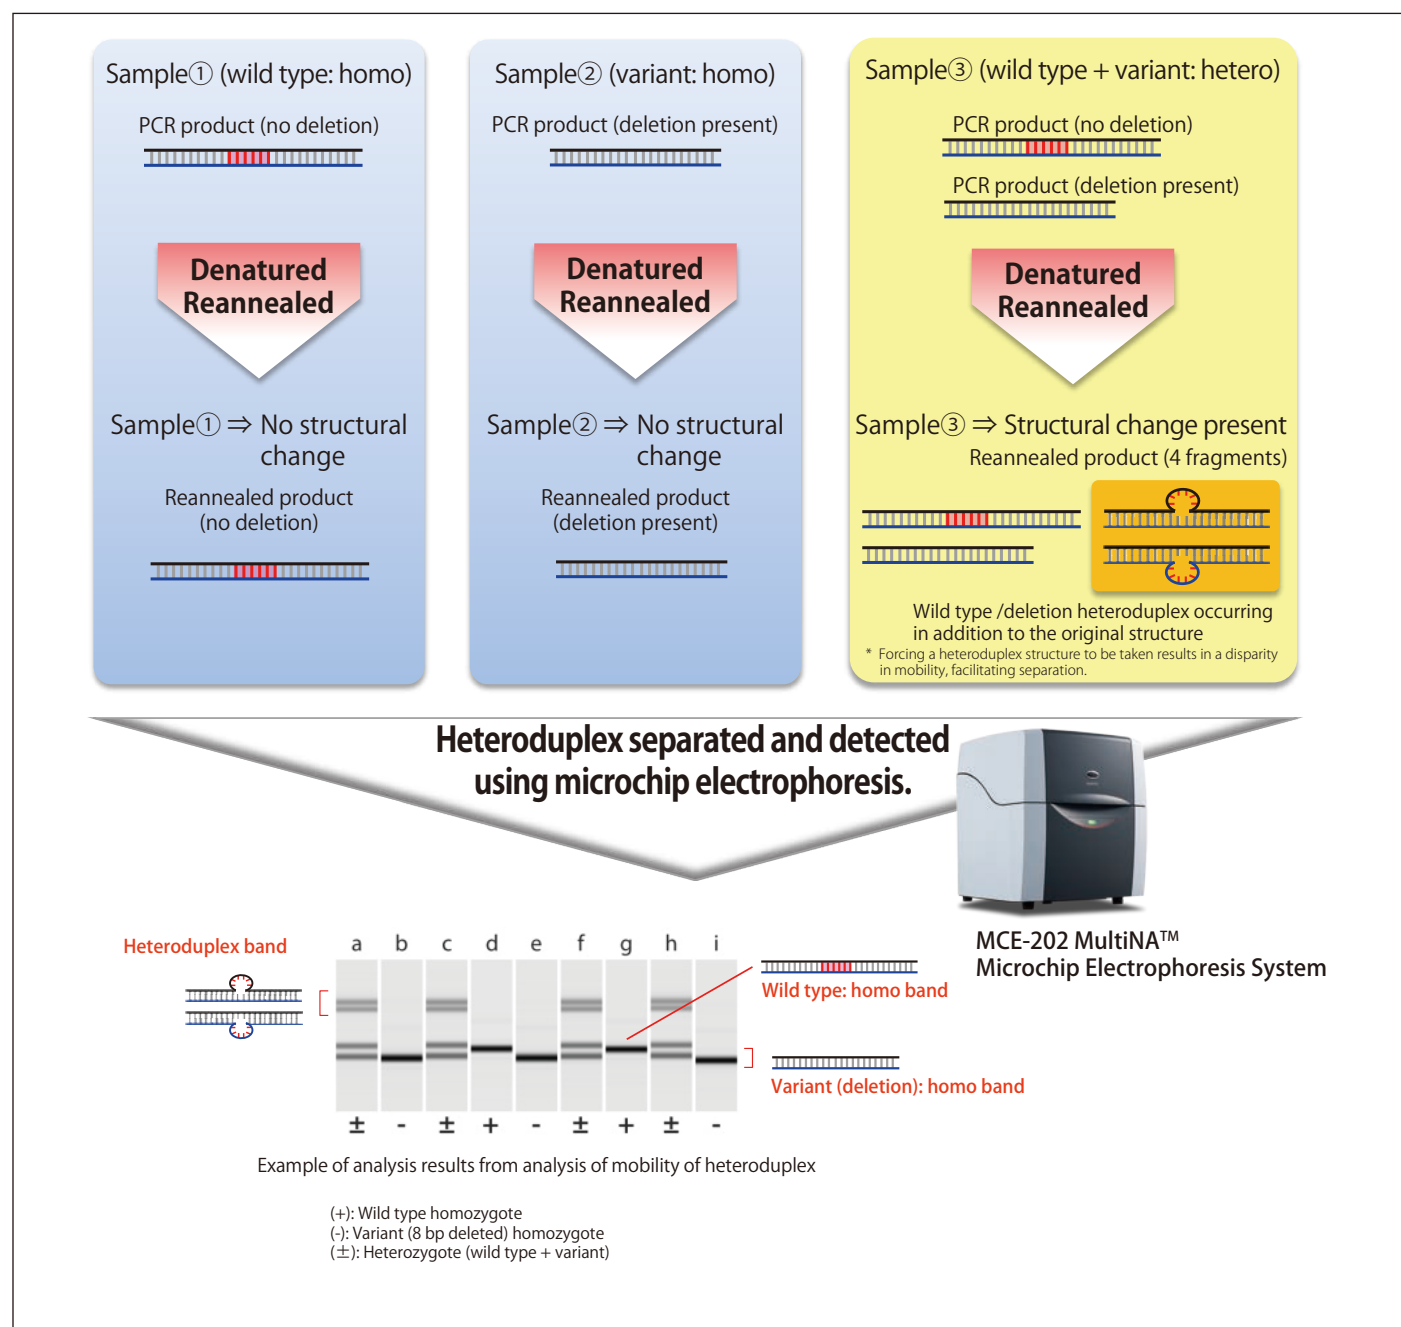 Sample① (wild type: homo)
PCR product (no deletion)
Denatured
Reannealed
Sample① ⇒ No structural
change
Reannealed product
(no deletion)
Sample② (variant: homo)
PCR product (deletion present)
Denatured
Reannealed
Sample② ⇒ No structural
change
Reannealed product
(deletion present)
Sample③ (wild type + variant: hetero)
PCR product (no deletion)
PCR product (deletion present)
Denatured
Reannealed
Sample③ ⇒ Structural change present
Reannealed product (4 fragments)
Wild type /deletion heteroduplex occurring
in addition to the original structure
* Forcing a heteroduplex structure to be taken results in a disparity
in mobility, facilitating separation.
Heteroduplex separated and detected
using microchip electrophoresis.
MCE-202 MultiNA™
Microchip Electrophoresis System
Heteroduplex band
a b c d e f g h i
Wild type: homo band
Variant (deletion): homo band
± - ± + - ± + ± -
Example of analysis results from analysis of mobility of heteroduplex
(+): Wild type homozygote
(-): Variant (8 bp deleted) homozygote
(±): Heterozygote (wild type + variant)